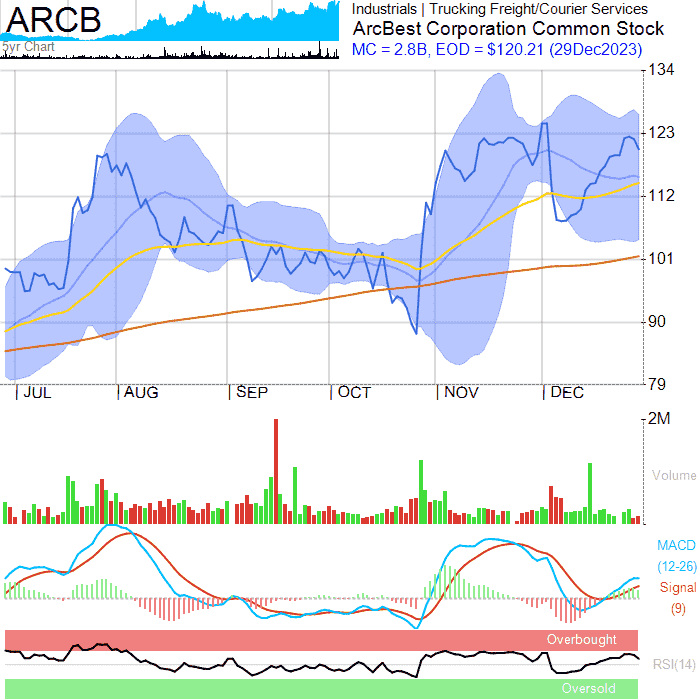 ARCB
5yr Chart
Industrials | Trucking Freight/Courier Services
ArcBest Corporation Common Stock
MC = 2.8B, EOD = $120.21 (29Dec2023)
134
123
112
101
90
79
|JUL |AUG |SEP |OCT |NOV |DEC
2M
Volume
MACD
(12-26)
Signal
(9)
Overbought
RSI(14)
Oversold